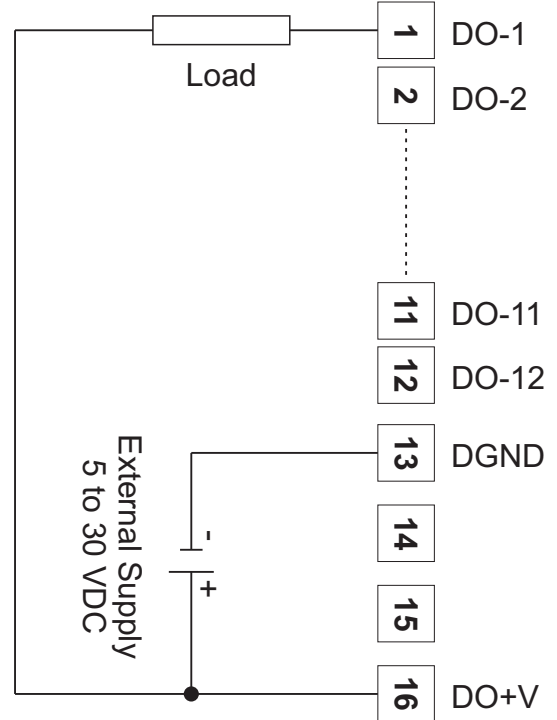 1 DO-1
Load
2 DO-2
11 DO-11
12 DO-12
13 DGND
External Supply
5 to 30 VDC
-
+
14
15
16 DO+V